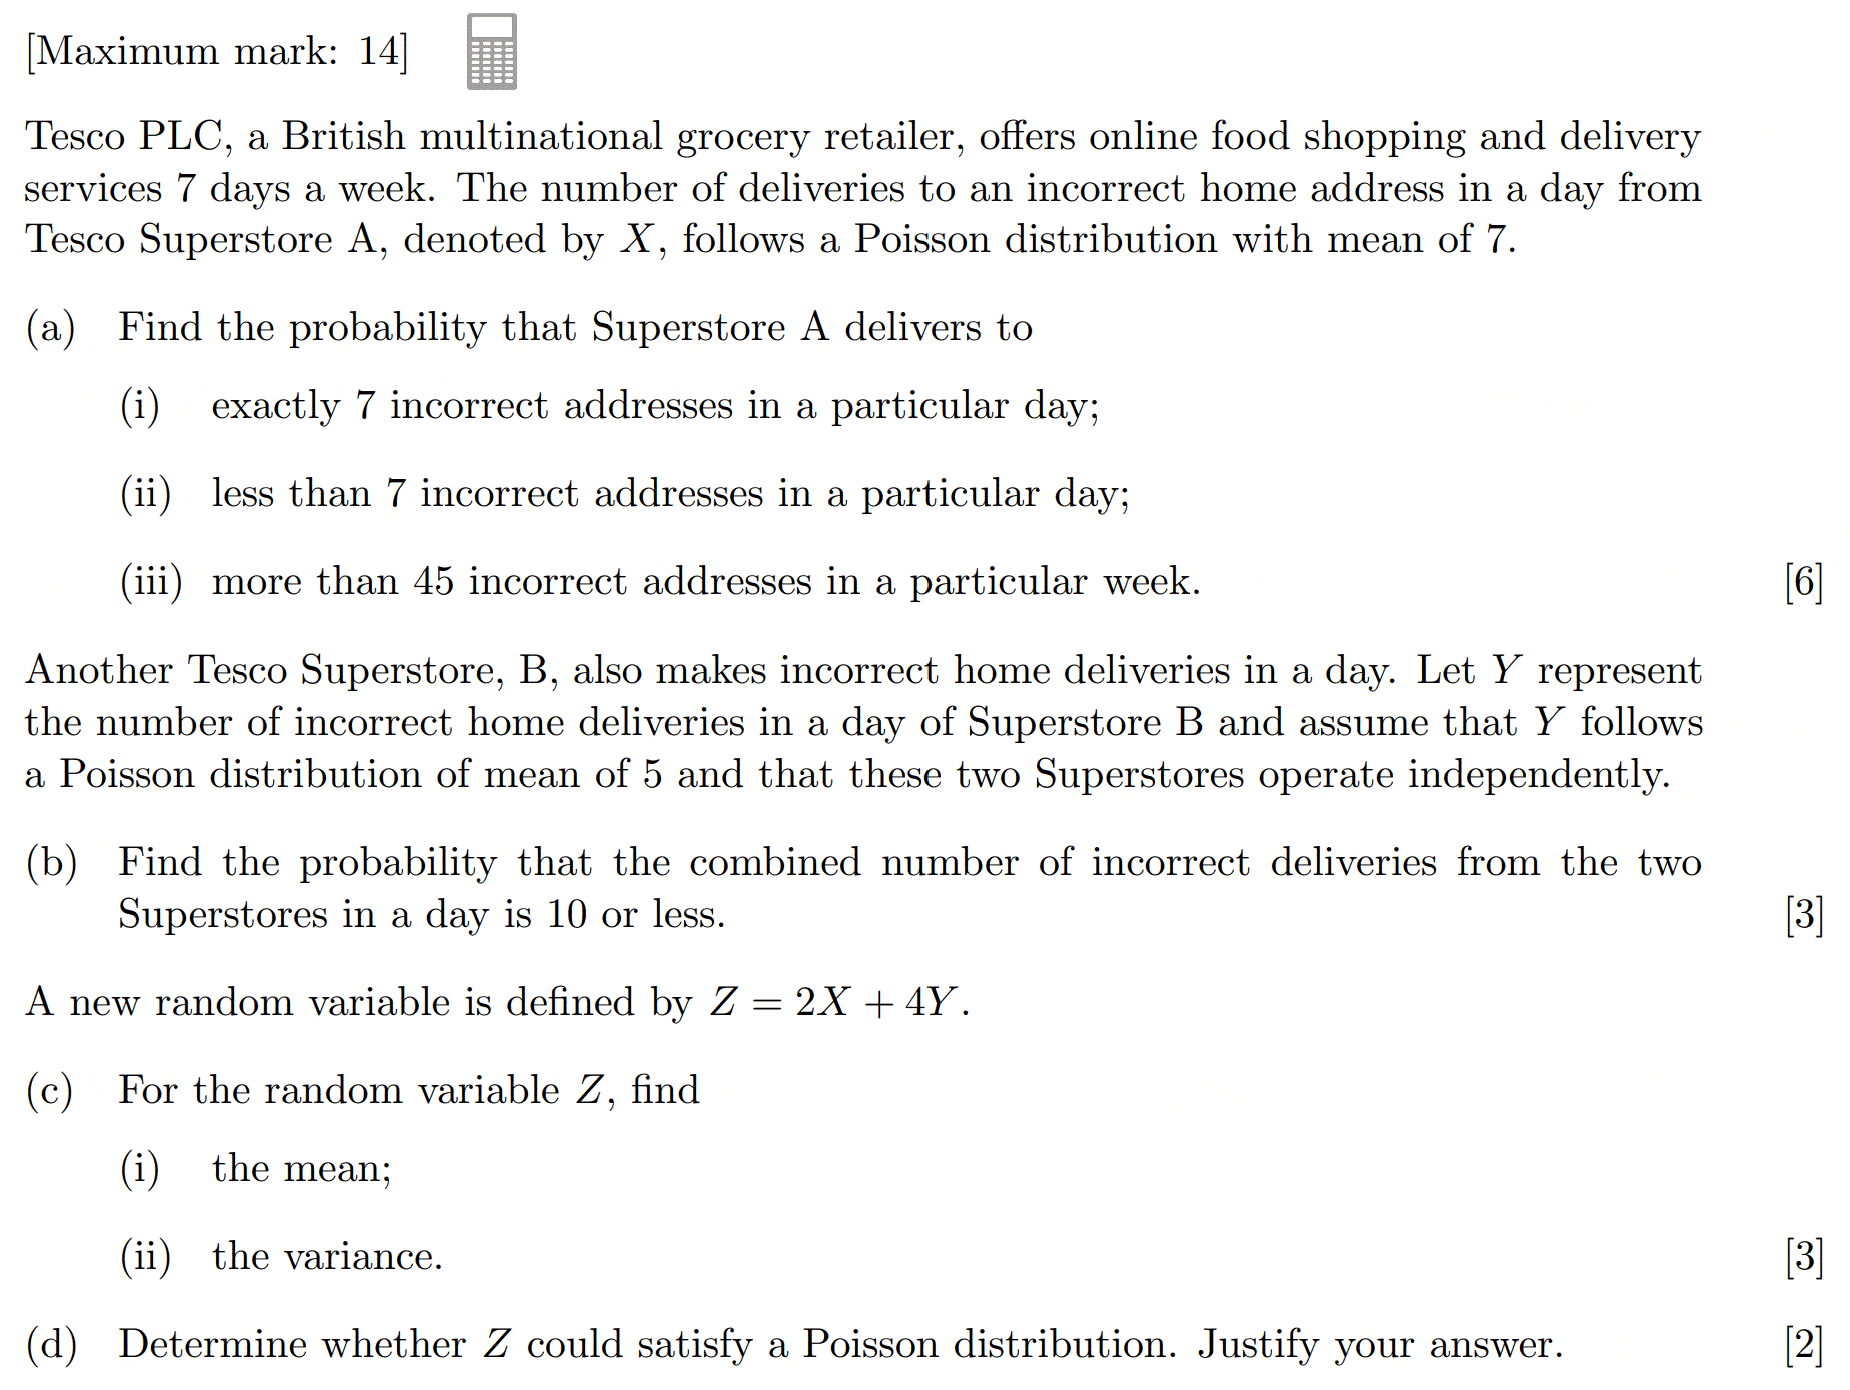 [Maximum mark: 14]
Tesco PLC, a British multinational grocery retailer, offers online food shopping and delivery
services 7 days a week. The number of deliveries to an incorrect home address in a day from
Tesco Superstore A, denoted by X, follows a Poisson distribution with mean of 7.
(a) Find the probability that Superstore A delivers to
(i) exactly 7 incorrect addresses in a particular day;
(ii) less than 7 incorrect addresses in a particular day;
(iii) more than 45 incorrect addresses in a particular week. [6]
Another Tesco Superstore, B, also makes incorrect home deliveries in a day. Let Y represent
the number of incorrect home deliveries in a day of Superstore B and assume that Y follows
a Poisson distribution of mean of 5 and that these two Superstores operate independently.
(b) Find the probability that the combined number of incorrect deliveries from the two
Superstores in a day is 10 or less. [3]
A new random variable is defined by Z = 2X + 4Y.
(c) For the random variable Z, find
(i) the mean;
(ii) the variance. [3]
(d) Determine whether Z could satisfy a Poisson distribution. Justify your answer. [2]